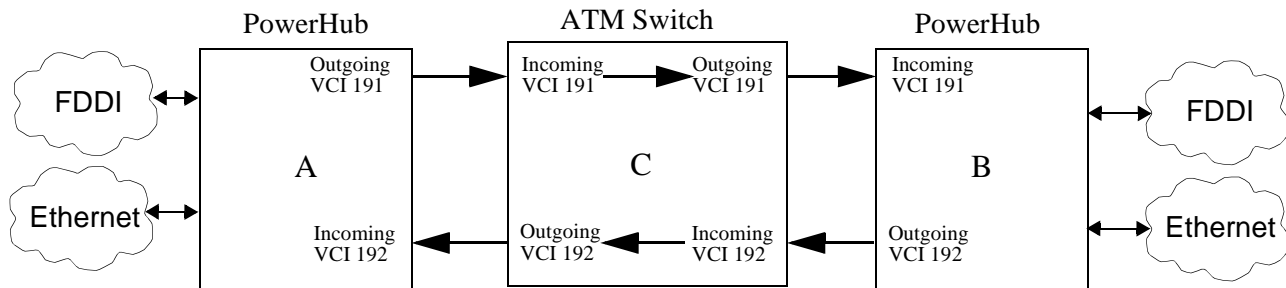 PowerHub
ATM Switch
PowerHub
Outgoing
VCI 191
Incoming
VCI 191
Outgoing
VCI 191
Incoming
VCI 191
FDDI
FDDI
A
C
B
Ethernet
Ethernet
Incoming
VCI 192
Outgoing
VCI 192
Incoming
VCI 192
Outgoing
VCI 192